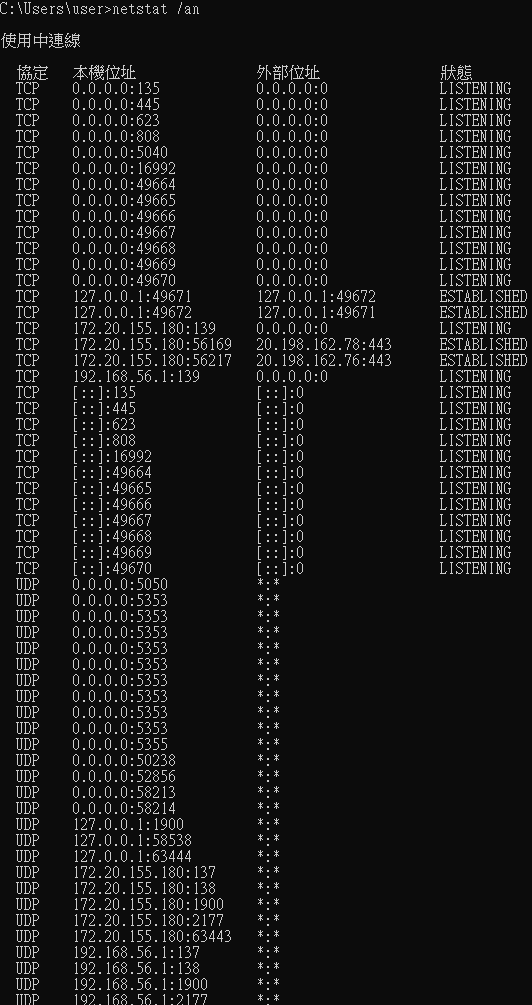 C:\Users\user>netstat /an
使用中連線
協定 本機位址 外部位址 狀態
TCP 0.0.0.0:135 0.0.0.0:0 LISTENING
TCP 0.0.0.0:445 0.0.0.0:0 LISTENING
TCP 0.0.0.0:623 0.0.0.0:0 LISTENING
TCP 0.0.0.0:808 0.0.0.0:0 LISTENING
TCP 0.0.0.0:5040 0.0.0.0:0 LISTENING
TCP 0.0.0.0:16992 0.0.0.0:0 LISTENING
TCP 0.0.0.0:49664 0.0.0.0:0 LISTENING
TCP 0.0.0.0:49665 0.0.0.0:0 LISTENING
TCP 0.0.0.0:49666 0.0.0.0:0 LISTENING
TCP 0.0.0.0:49667 0.0.0.0:0 LISTENING
TCP 0.0.0.0:49668 0.0.0.0:0 LISTENING
TCP 0.0.0.0:49669 0.0.0.0:0 LISTENING
TCP 0.0.0.0:49670 0.0.0.0:0 LISTENING
TCP 127.0.0.1:49671 127.0.0.1:49672 ESTABLISHED
TCP 127.0.0.1:49672 127.0.0.1:49671 ESTABLISHED
TCP 172.20.155.180:139 0.0.0.0:0 LISTENING
TCP 172.20.155.180:56169 20.198.162.78:443 ESTABLISHED
TCP 172.20.155.180:56217 20.198.162.76:443 ESTABLISHED
TCP 192.168.56.1:139 0.0.0.0:0 LISTENING
TCP [::]:135 [::]:0 LISTENING
TCP [::]:445 [::]:0 LISTENING
TCP [::]:623 [::]:0 LISTENING
TCP [::]:808 [::]:0 LISTENING
TCP [::]:16992 [::]:0 LISTENING
TCP [::]:49664 [::]:0 LISTENING
TCP [::]:49665 [::]:0 LISTENING
TCP [::]:49666 [::]:0 LISTENING
TCP [::]:49667 [::]:0 LISTENING
TCP [::]:49668 [::]:0 LISTENING
TCP [::]:49669 [::]:0 LISTENING
TCP [::]:49670 [::]:0 LISTENING
UDP 0.0.0.0:5050 *:*
UDP 0.0.0.0:5353 *:*
UDP 0.0.0.0:5353 *:*
UDP 0.0.0.0:5353 *:*
UDP 0.0.0.0:5353 *:*
UDP 0.0.0.0:5353 *:*
UDP 0.0.0.0:5353 *:*
UDP 0.0.0.0:5353 *:*
UDP 0.0.0.0:5353 *:*
UDP 0.0.0.0:5353 *:*
UDP 0.0.0.0:5355 *:*
UDP 0.0.0.0:50238 *:*
UDP 0.0.0.0:52856 *:*
UDP 0.0.0.0:58213 *:*
UDP 0.0.0.0:58214 *:*
UDP 127.0.0.1:1900 *:*
UDP 127.0.0.1:58538 *:*
UDP 127.0.0.1:63444 *:*
UDP 172.20.155.180:137 *:*
UDP 172.20.155.180:138 *:*
UDP 172.20.155.180:1900 *:*
UDP 172.20.155.180:2177 *:*
UDP 172.20.155.180:63443 *:*
UDP 192.168.56.1:137 *:*
UDP 192.168.56.1:138 *:*
UDP 192.168.56.1:1900 *:*
UDP 192.168.56.1:2177 *:*